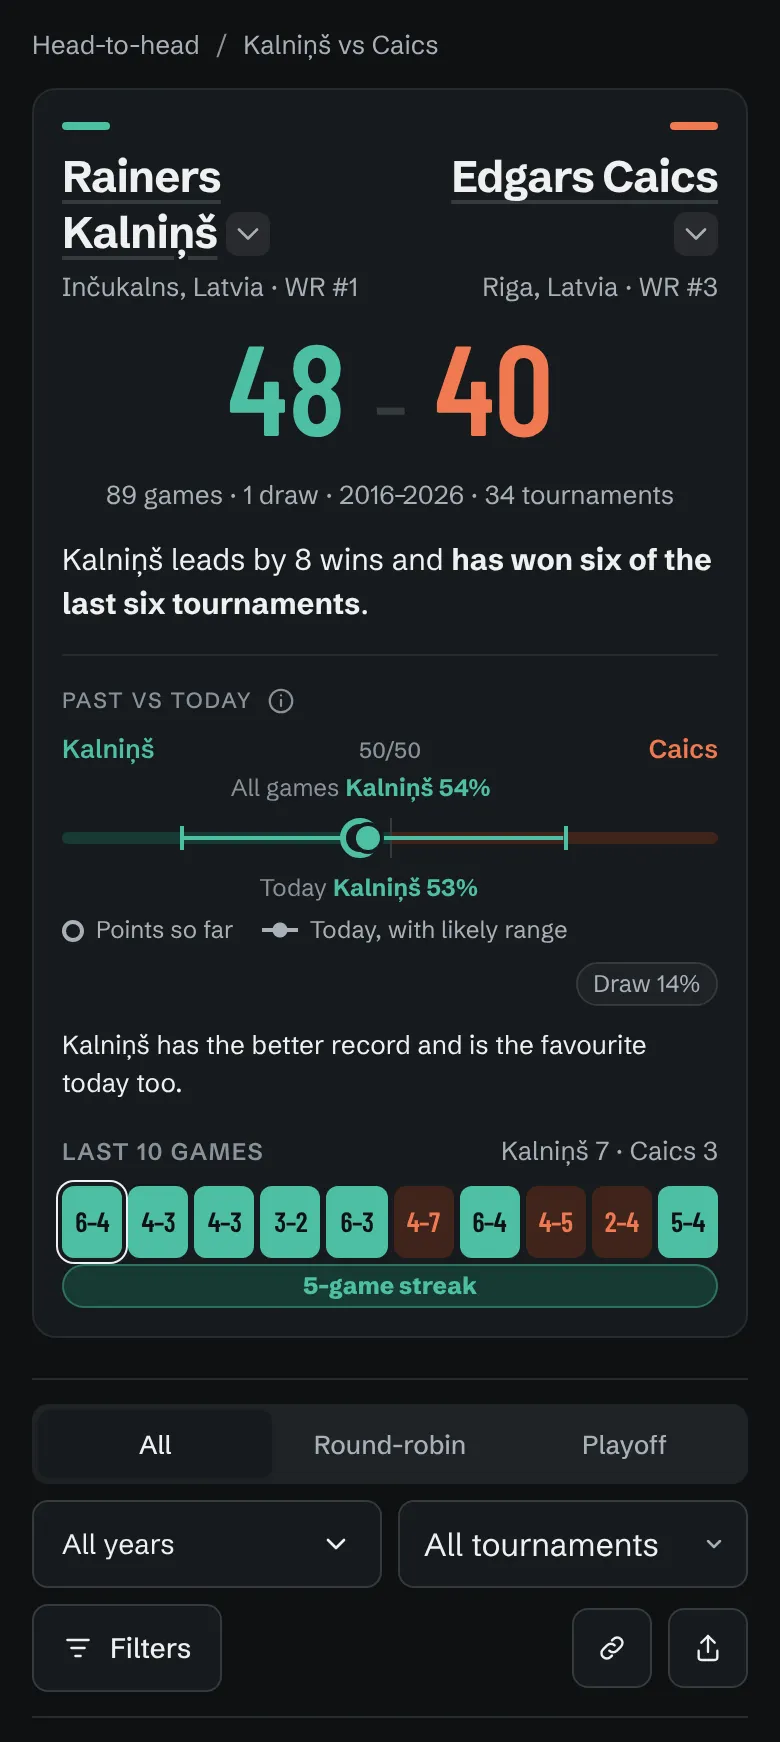 Head-to-head / Kalniņš vs Caics
Rainers Kalniņš
Edgars Caics
Inčukalns, Latvia · WR #1
Riga, Latvia · WR #3
48 – 40
89 games · 1 draw · 2016–2026 · 34 tournaments
Kalniņš leads by 8 wins and has won six of the
last six tournaments.
PAST VS TODAY
Kalniņš 50/50 Caics
All games Kalniņš 54%
Today Kalniņš 53%
Points so far Today, with likely range
Draw 14%
Kalniņš has the better record and is the favourite
today too.
LAST 10 GAMES Kalniņš 7 · Caics 3
6–4 4–3 4–3 3–2 6–3 4–7 6–4 4–5 2–4 5–4
5-game streak
All Round-robin Playoff
All years All tournaments
Filters